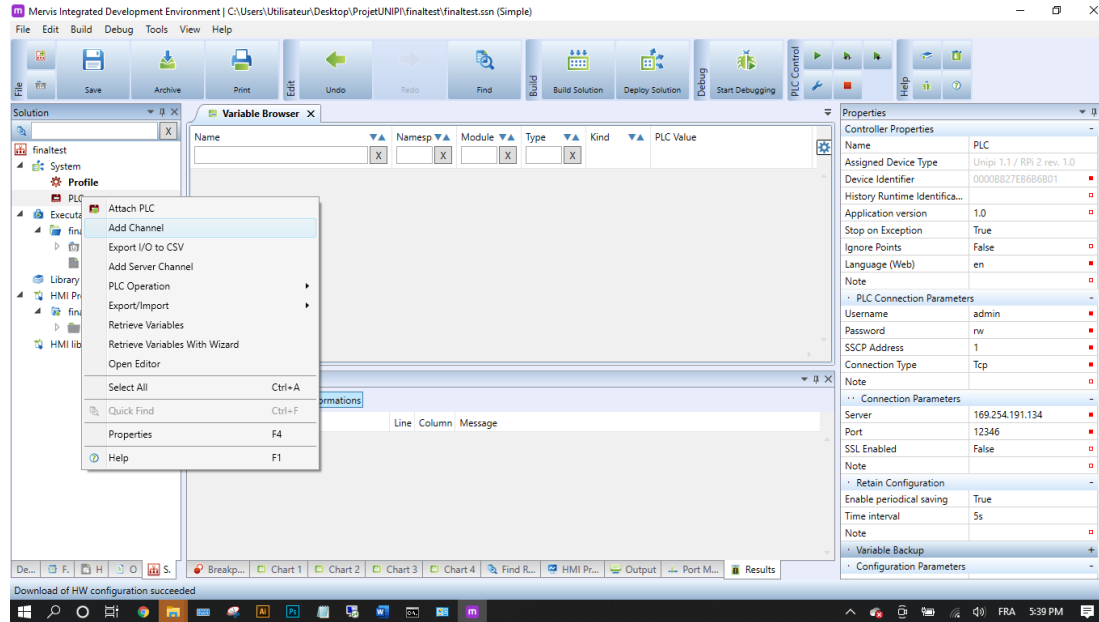 m Mervis Integrated Development Environment | C:\Users\Utilisateur\Desktop\ProjetUNIPI\finaltest\finaltest.ssn (Simple)
File Edit Build Debug Tools View Help
File Save Archive Print Edit Undo Redo Find Build Build Solution Deploy Solution Debug Start Debugging PLC Control Help
Solution X
Variable Browser X
Properties
X
Name Namesp Module Type Kind PLC Value
X X X X
finaltest
System
Profile
PLC
Executa
fina
Library
HMI Pr
fina
HMI lib
Attach PLC
Add Channel
Export I/O to CSV
Add Server Channel
PLC Operation
Export/Import
Retrieve Variables
Retrieve Variables With Wizard
Open Editor
Select All Ctrl+A
Quick Find Ctrl+F
Properties F4
Help F1
ormations
Line Column Message
Controller Properties -
Name PLC
Assigned Device Type Unipi 1.1 / RPi 2 rev. 1.0
Device Identifier 0000BB27EB6B6B01
History Runtime Identifica...
Application version 1.0
Stop on Exception True
Ignore Points False
Language (Web) en
Note
· PLC Connection Parameters -
Username admin
Password rw
SSCP Address 1
Connection Type Tcp
Note
·· Connection Parameters -
Server 169.254.191.134
Port 12346
SSL Enabled False
Note
· Retain Configuration -
Enable periodical saving True
Time interval 5s
Note
· Variable Backup +
· Configuration Parameters -
De... F. H O S.
Breakp... Chart 1 Chart 2 Chart 3 Chart 4 Find R... HMI Pr... Output Port M... Results
Download of HW configuration succeeded
Ai Ps W m FRA 5:39 PM